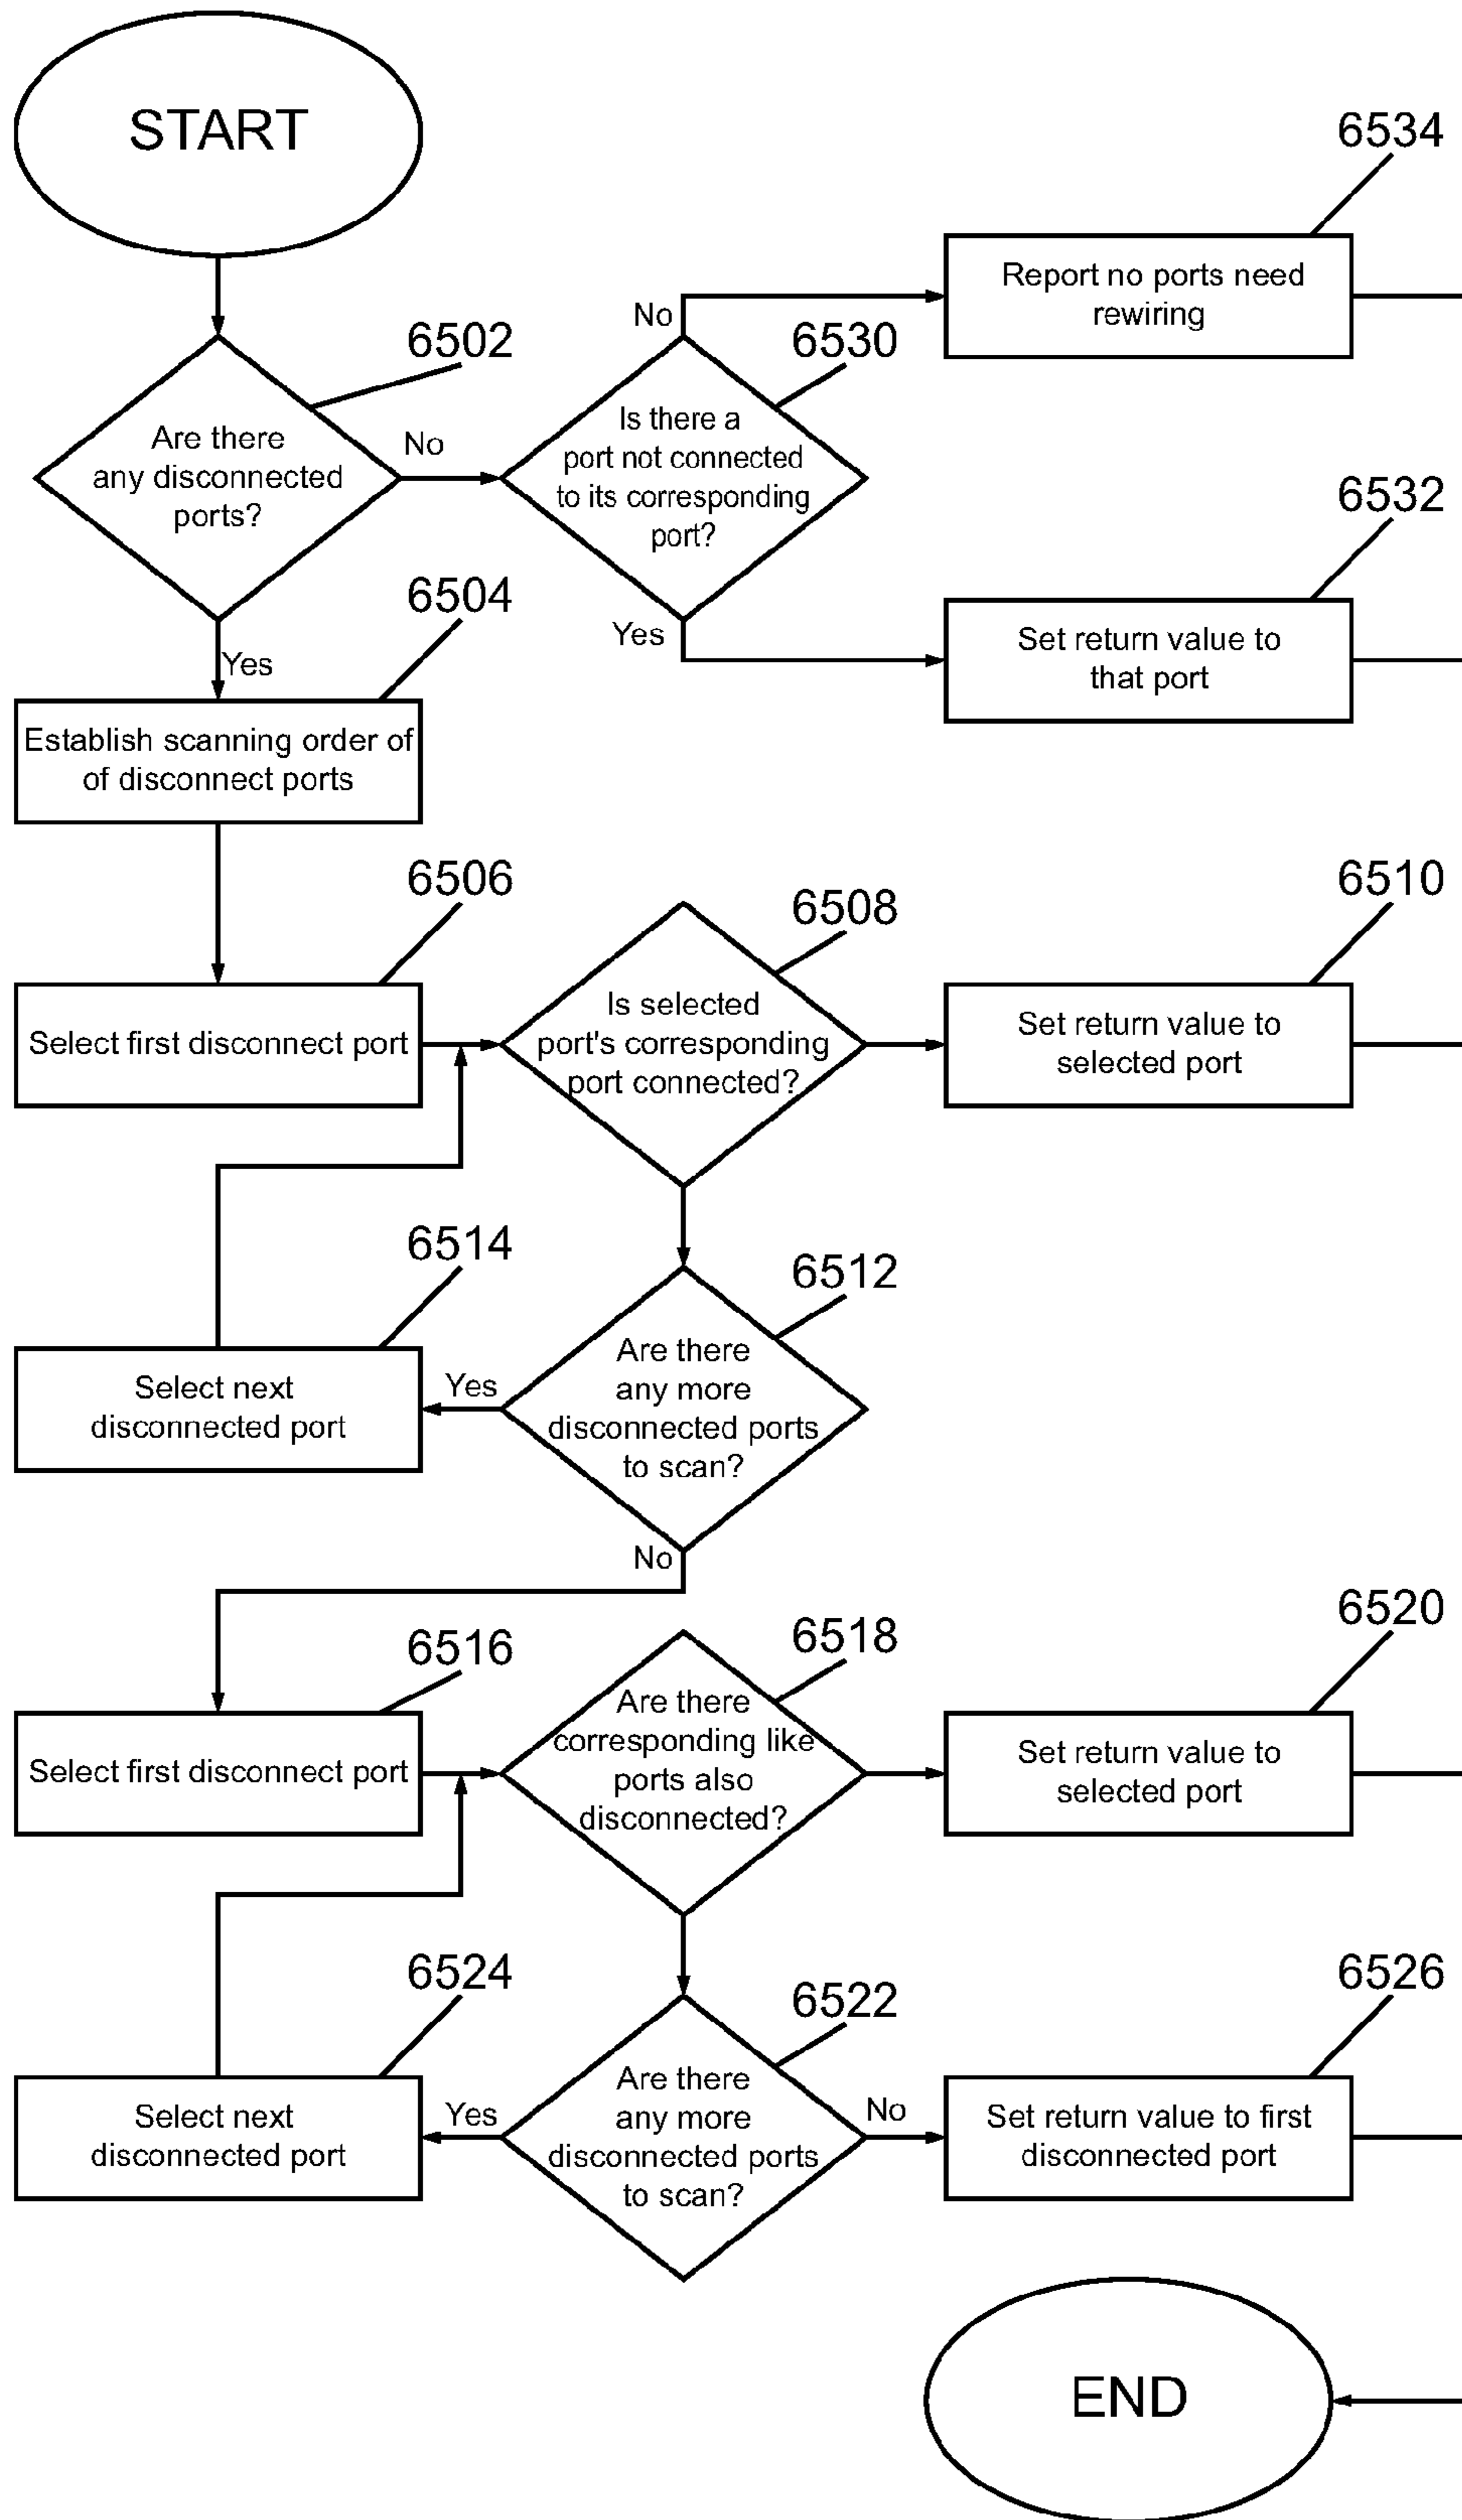 START
6534
Report no ports need
rewiring
No
6502
6530
Are there
any disconnected
ports?
No
Is there a
port not connected
to its corresponding
port?
6532
Set return value to
that port
Yes
6504
Yes
Establish scanning order of
of disconnect ports
6506
6508
6510
Select first disconnect port
Is selected
port's corresponding
port connected?
Set return value to
selected port
6514
6512
Select next
disconnected port
Yes
Are there
any more
disconnected ports
to scan?
No
6516
6518
6520
Select first disconnect port
Are there
corresponding like
ports also
disconnected?
Set return value to
selected port
6524
6522
6526
Select next
disconnected port
Yes
Are there
any more
disconnected ports
to scan?
No
Set return value to first
disconnected port
END